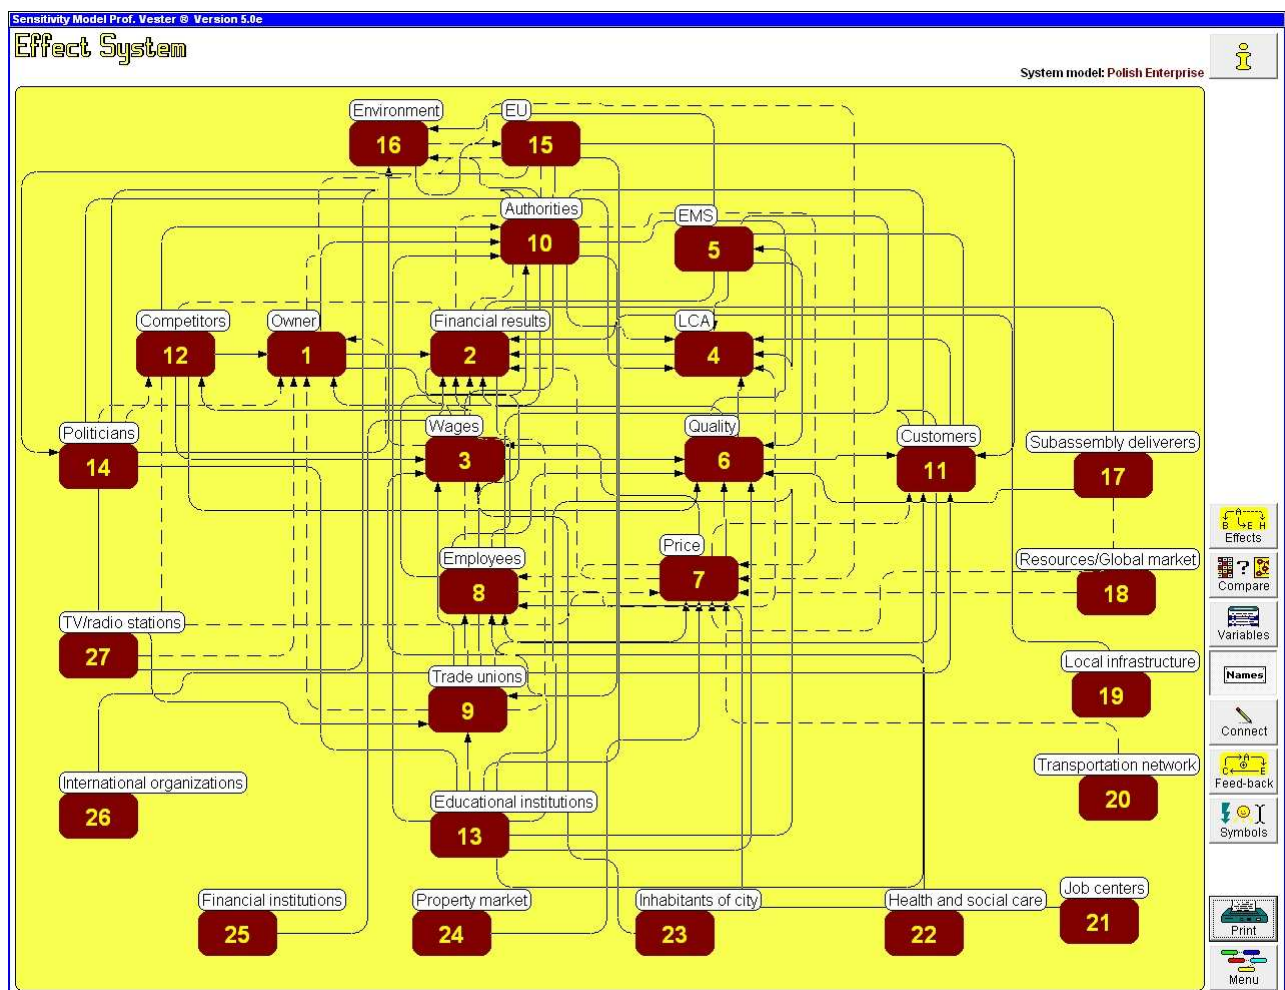 Sensitivity Model Prof. Vester ® Version 5.0e
Effect System
System model: Polish Enterprise
Environment
16
EU
15
Authorities
10
EMS
5
Competitors
12
Owner
1
Financial results
2
LCA
4
Politicians
14
Wages
3
Quality
6
Customers
11
Subassembly deliverers
17
Employees
8
Price
7
Resources/Global market
18
TV/radio stations
27
Trade unions
9
Local infrastructure
19
International organizations
26
Educational institutions
13
Transportation network
20
Financial institutions
25
Property market
24
Inhabitants of city
23
Health and social care
22
Job centers
21
i
A
B E H
Effects
?
Compare
Variables
Names
Connect
A
C E
Feed-back
Symbols
Print
Menu